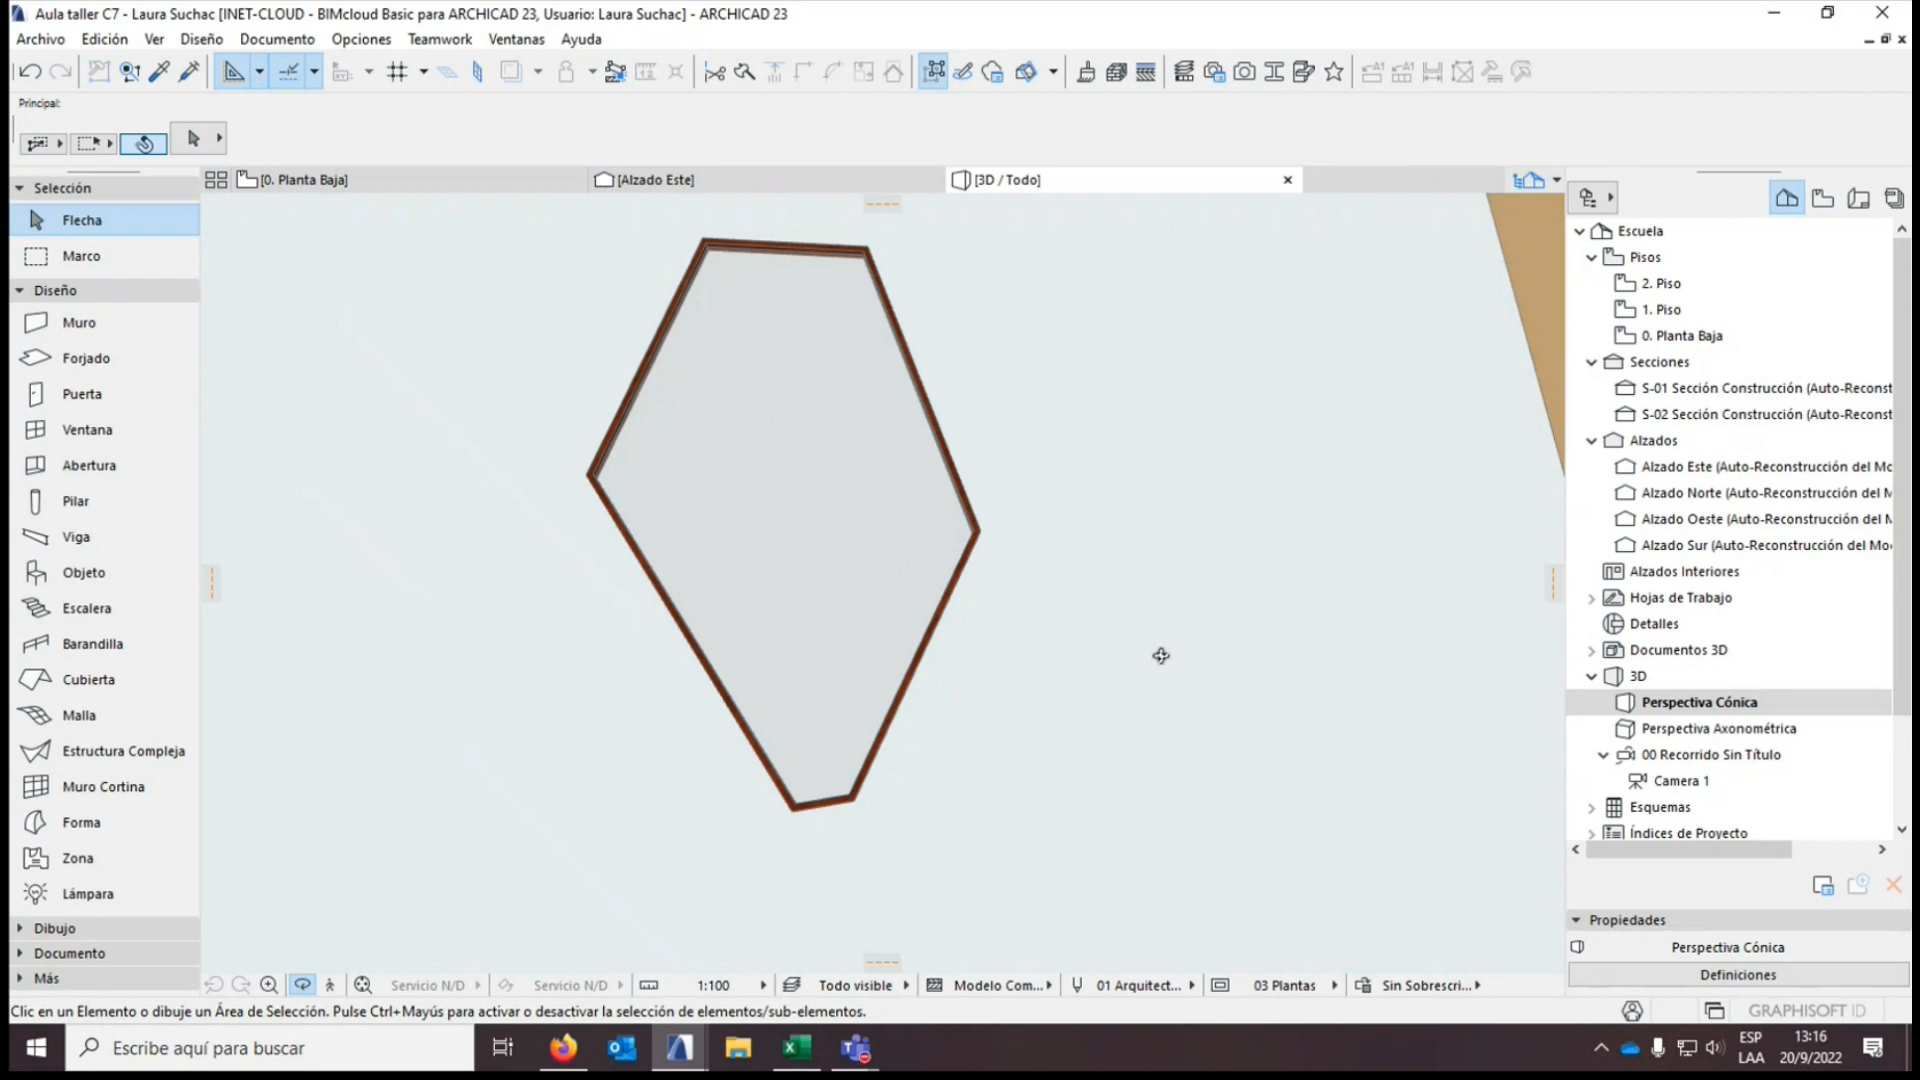 Aula taller C7 - Laura Suchac [INET-CLOUD - BIMcloud Basic para ARCHICAD 23, Usuario: Laura Suchac] - ARCHICAD 23
Archivo Edición Ver Diseño Documento Opciones Teamwork Ventanas Ayuda
Principal:
[0. Planta Baja] [Alzado Este] [3D / Todo]
Selección
Flecha
Marco
Diseño
Muro
Forjado
Puerta
Ventana
Abertura
Pilar
Viga
Objeto
Escalera
Barandilla
Cubierta
Malla
Estructura Compleja
Muro Cortina
Forma
Zona
Lámpara
Dibujo
Documento
Más
Escuela
Pisos
2. Piso
1. Piso
0. Planta Baja
Secciones
S-01 Sección Construcción (Auto-Reconst
S-02 Sección Construcción (Auto-Reconst
Alzados
Alzado Este (Auto-Reconstrucción del Mo
Alzado Norte (Auto-Reconstrucción del M
Alzado Oeste (Auto-Reconstrucción del M
Alzado Sur (Auto-Reconstrucción del Mo
Alzados Interiores
Hojas de Trabajo
Detalles
Documentos 3D
3D
Perspectiva Cónica
Perspectiva Axonométrica
00 Recorrido Sin Título
Camera 1
Esquemas
Índices de Proyecto
Propiedades
Perspectiva Cónica
Definiciones
Servicio N/D Servicio N/D 1:100 Todo visible Modelo Com... 01 Arquitect... 03 Plantas Sin Sobrescri...
Clic en un Elemento o dibuje un Área de Selección. Pulse Ctrl+Mayús para activar o desactivar la selección de elementos/sub-elementos.
GRAPHISOFT ID
Escribe aquí para buscar
ESP
LAA
13:16
20/9/2022